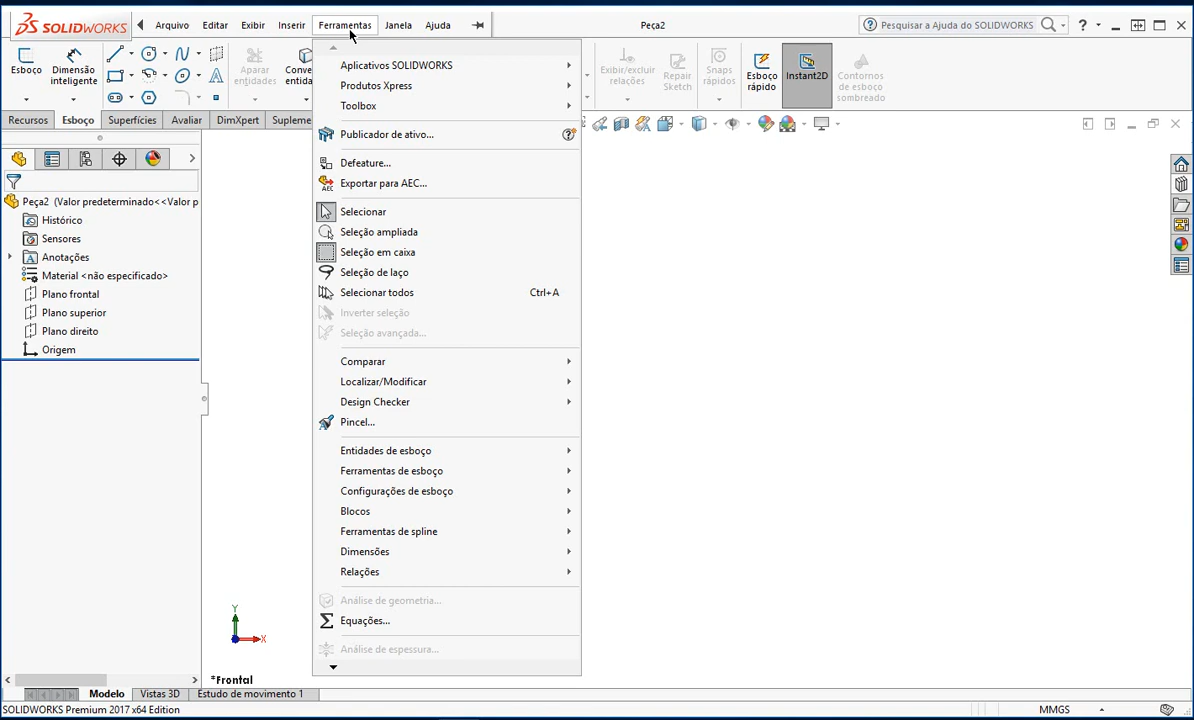 SOLIDWORKS
Arquivo Editar Exibir Inserir Ferramentas Janela Ajuda
Peça2
Pesquisar a Ajuda do SOLIDWORKS
?
Esboço
Dimensão
inteligente
Aparar
entidades
Conve
entida
Exibir/excluir
relações
Repair
Sketch
Snaps
rápidos
Esboço
rápido
Instant2D
Contornos
de esboço
sombreado
Recursos Esboço Superfícies Avaliar DimXpert Supleme
Peça2 (Valor predeterminado<<Valor p
Histórico
Sensores
Anotações
Material <não especificado>
Plano frontal
Plano superior
Plano direito
Origem
Aplicativos SOLIDWORKS
Produtos Xpress
Toolbox
Publicador de ativo...
Defeature...
Exportar para AEC...
Selecionar
Seleção ampliada
Seleção em caixa
Seleção de laço
Selecionar todos Ctrl+A
Inverter seleção
Seleção avançada...
Comparar
Localizar/Modificar
Design Checker
Pincel...
Entidades de esboço
Ferramentas de esboço
Configurações de esboço
Blocos
Ferramentas de spline
Dimensões
Relações
Análise de geometria...
Equações...
Análise de espessura...
Y
X
*Frontal
Modelo Vistas 3D Estudo de movimento 1
SOLIDWORKS Premium 2017 x64 Edition
MMGS